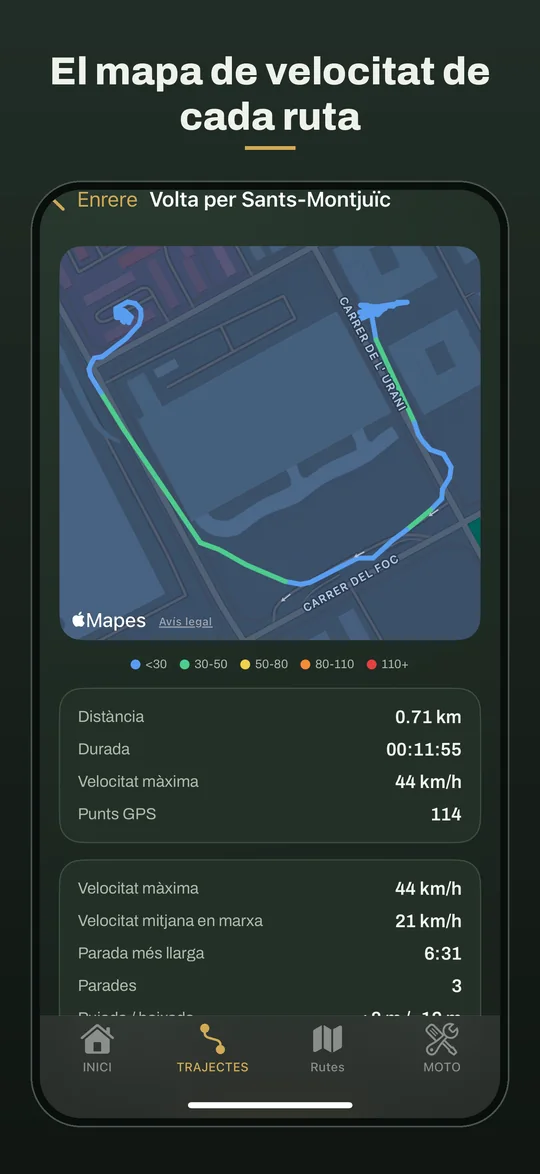 El mapa de velocitat de
cada ruta
Enrere Volta per Sants-Montjuïc
CARRER DE L' URANI
CARRER DEL FOC
Mapes Avís legal
<30 30-50 50-80 80-110 110+
Distància 0.71 km
Durada 00:11:55
Velocitat màxima 44 km/h
Punts GPS 114
Velocitat màxima 44 km/h
Velocitat mitjana en marxa 21 km/h
Parada més llarga 6:31
Parades 3
INICI TRAJECTES Rutes MOTO